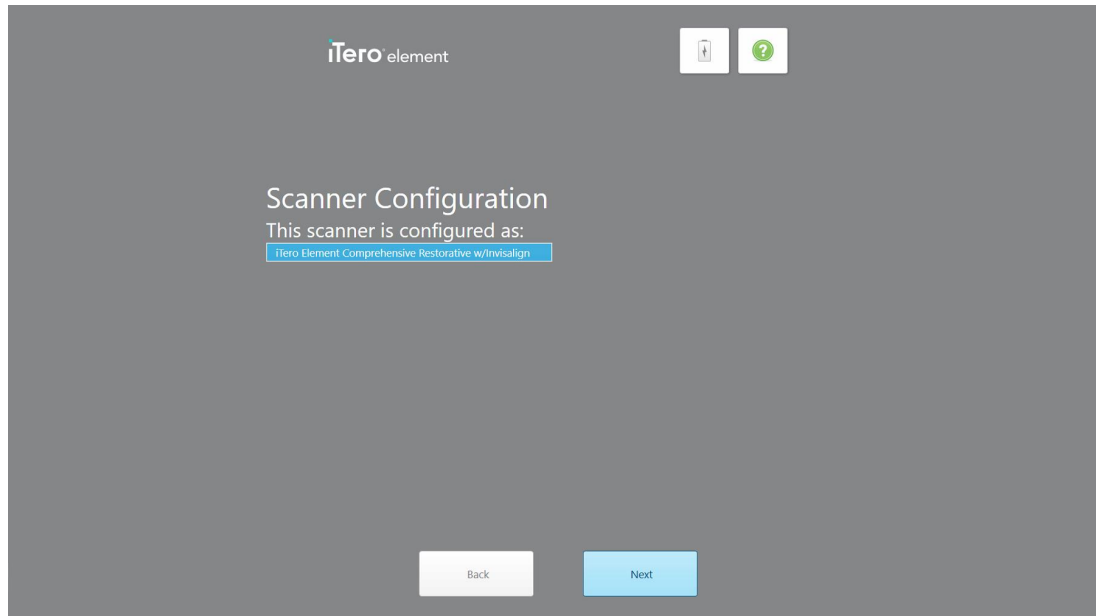 iTero element
?
Scanner Configuration
This scanner is configured as:
iTero Element Comprehensive Restorative w/Invisalign
Back
Next